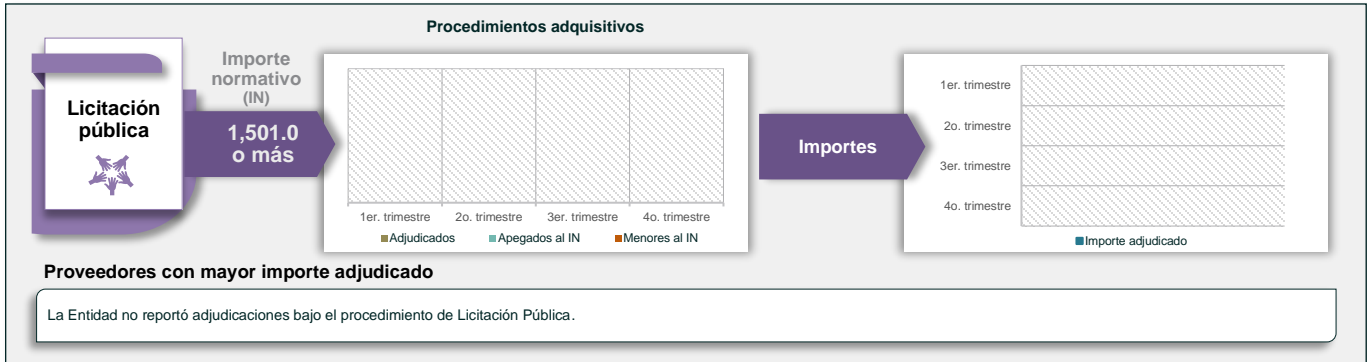 Procedimientos adquisitivos
Licitación
pública
Importe
normativo
(IN)
1,501.0
o más
1er. trimestre
2o. trimestre
3er. trimestre
4o. trimestre
Adjudicados
Apegados al IN
Menores al IN
Importes
1er. trimestre
2o. trimestre
3er. trimestre
4o. trimestre
Importe adjudicado
Proveedores con mayor importe adjudicado
La Entidad no reportó adjudicaciones bajo el procedimiento de Licitación Pública.